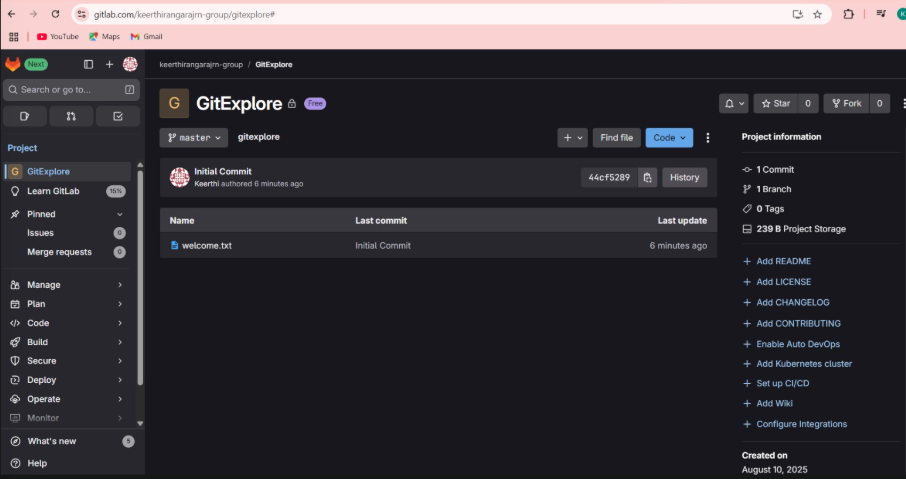 gitlab.com/keerthirangarajrn-group/gitexplore#
K
YouTube
Maps
Gmail
Next
keerthirangarajrn-group / GitExplore
Search or go to... /
G GitExplore Free
Star 0
Fork 0
master
gitexplore
+
Find file
Code
Project
G GitExplore
Learn GitLab 15%
Pinned
Issues 0
Merge requests 0
Manage
Plan
Code
Build
Secure
Deploy
Operate
Monitor
What's new 5
Help
Initial Commit
Keerthi authored 6 minutes ago
44cf5289
History
Name Last commit Last update
welcome.txt Initial Commit 6 minutes ago
Project information
1 Commit
1 Branch
0 Tags
239 B Project Storage
+ Add README
+ Add LICENSE
+ Add CHANGELOG
+ Add CONTRIBUTING
+ Enable Auto DevOps
+ Add Kubernetes cluster
+ Set up CI/CD
+ Add Wiki
+ Configure Integrations
Created on
August 10, 2025